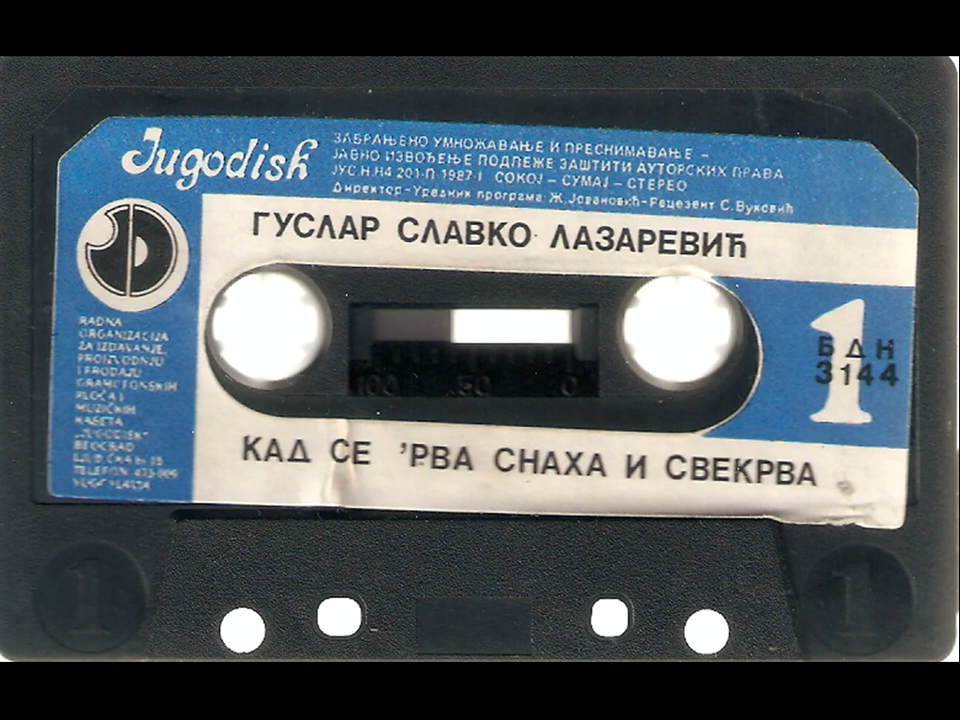 Jugodisk
ЗАБРАЊЕНО УМНОЖАВАЊЕ И ПРЕСНИМАВАЊЕ –
ЈАВНО ИЗВОЂЕЊЕ ПОДЛЕЖЕ ЗАШТИТИ АУТОРСКИХ ПРАВА
ЈУС.Н.Н4 201-П 1987-I СОКОЈ – СУМАЈ – СТЕРЕО
Директор-Уредник програма Ж.Јовановић-Рецезент С.Вуковић
ГУСЛАР СЛАВКО ЛАЗАРЕВИЋ
RADNA
ORGANIZACIJA
ZA IZDAVANJE,
PROIZVODNJU
I PRODAJU
GRAMOFONSKIH
PLOČA I
MUZIČKIH
KASETA
„JUGODISK"
BEOGRAD
TELEFON
100 50 0
1
БДН
3144
КАД СЕ 'РВА СНАХА И СВЕКРВА
1
1